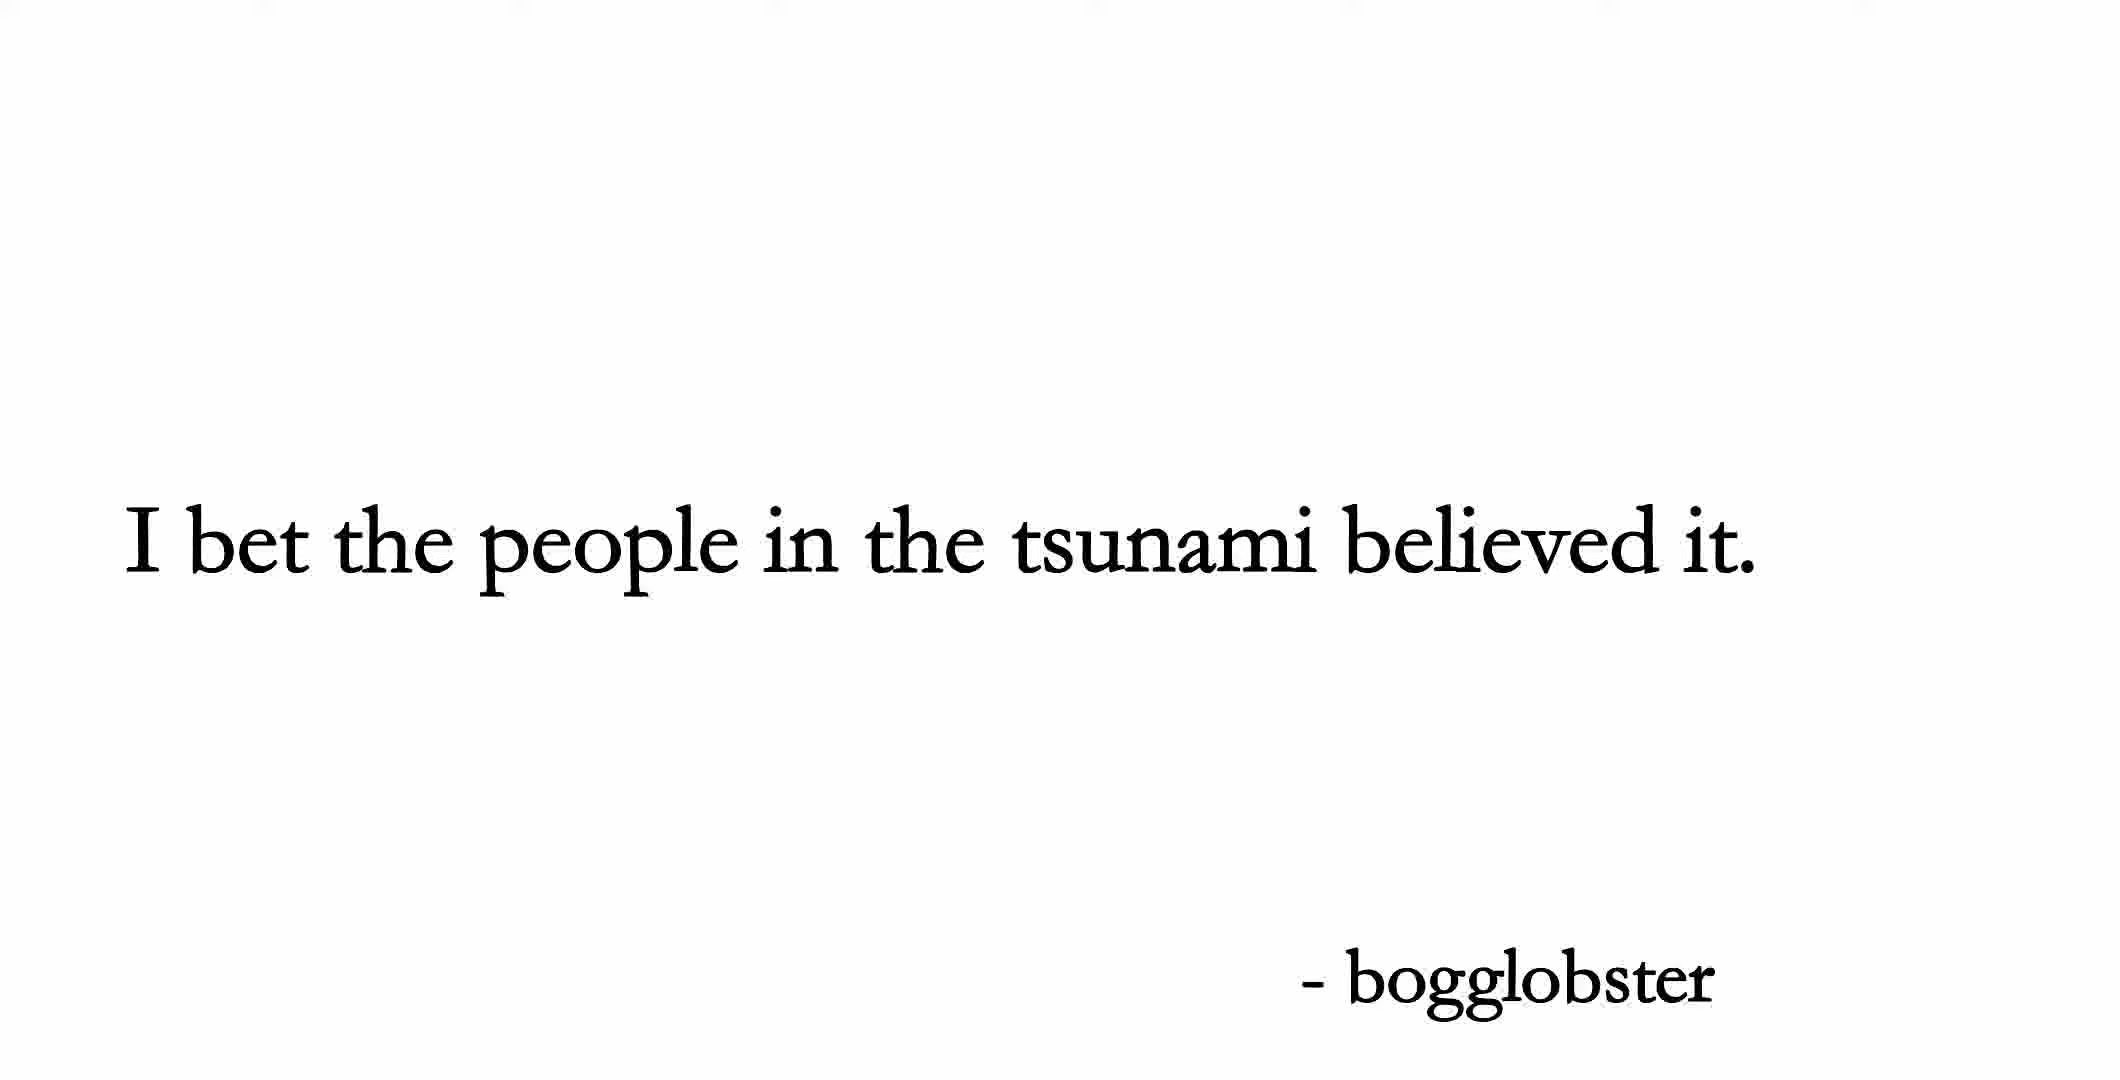 I bet the people in the tsunami believed it.
- bogglobster